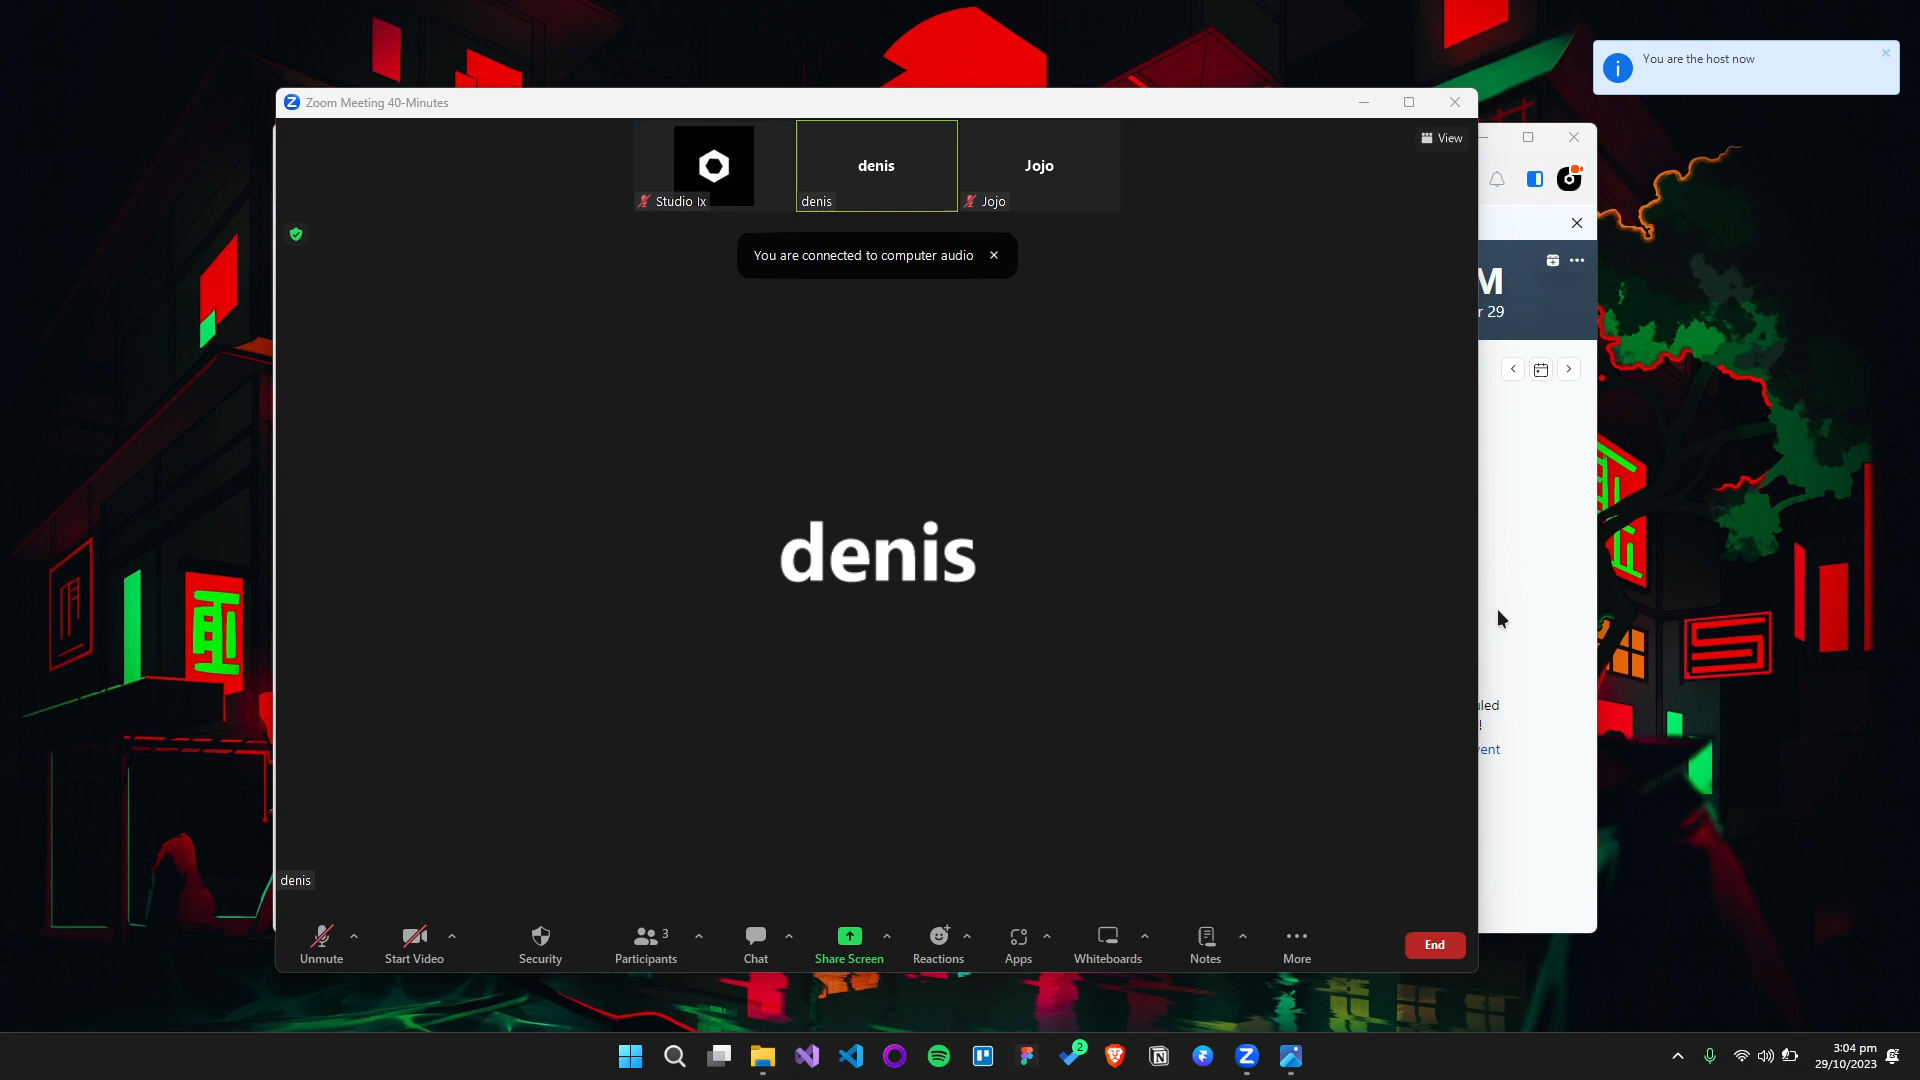 You are the host now
Zoom Meeting 40-Minutes
View
denis
Jojo
Studio Ix
denis
Jojo
You are connected to computer audio
M
r 29
denis
uled
!
vent
denis
3
Unmute
Start Video
Security
Participants
Chat
Share Screen
Reactions
Apps
Whiteboards
Notes
More
End
2
3:04 pm
29/10/2023